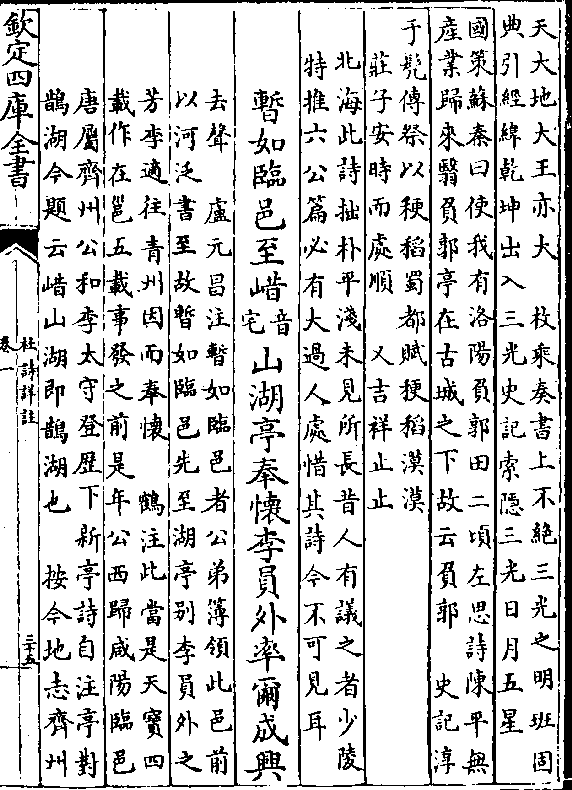 天大地大王亦大　枚乘奏書上不絶三光之明班固
典引經緯乾坤出入三光史記索隱三光日月五星
國策蘇秦曰使我有洛陽負郭田二頃左思詩陳平無
産業歸來翳負郭亭在古城之下故云負郭　史記淳
于髡傳祭以稉稻蜀都賦稉稻漠漠
莊子安時而處順　又吉祥止止
北海此詩拙朴平淺未見所長昔人有議之者少陵
特推六公篇必有大過人處惜其詩今不可見耳
暫如臨邑至㟙音宅山湖亭奉懷李員外率爾成興
去聲　盧元昌注暫如臨邑者公弟簿領此邑前
以河泛書至故暫如臨邑先至湖亭别李員外之
芳李適往青州因而奉懷　鶴注此當是天寶四
載作在邕五載事發之前是年公西歸咸陽臨邑
唐屬齊州公和李太守登歴下新亭詩自注亭對
鵲湖今題云㟙山湖即鵲湖也　按今地志齊州
欽定四庫全書
杜詩詳註
卷一
三十五